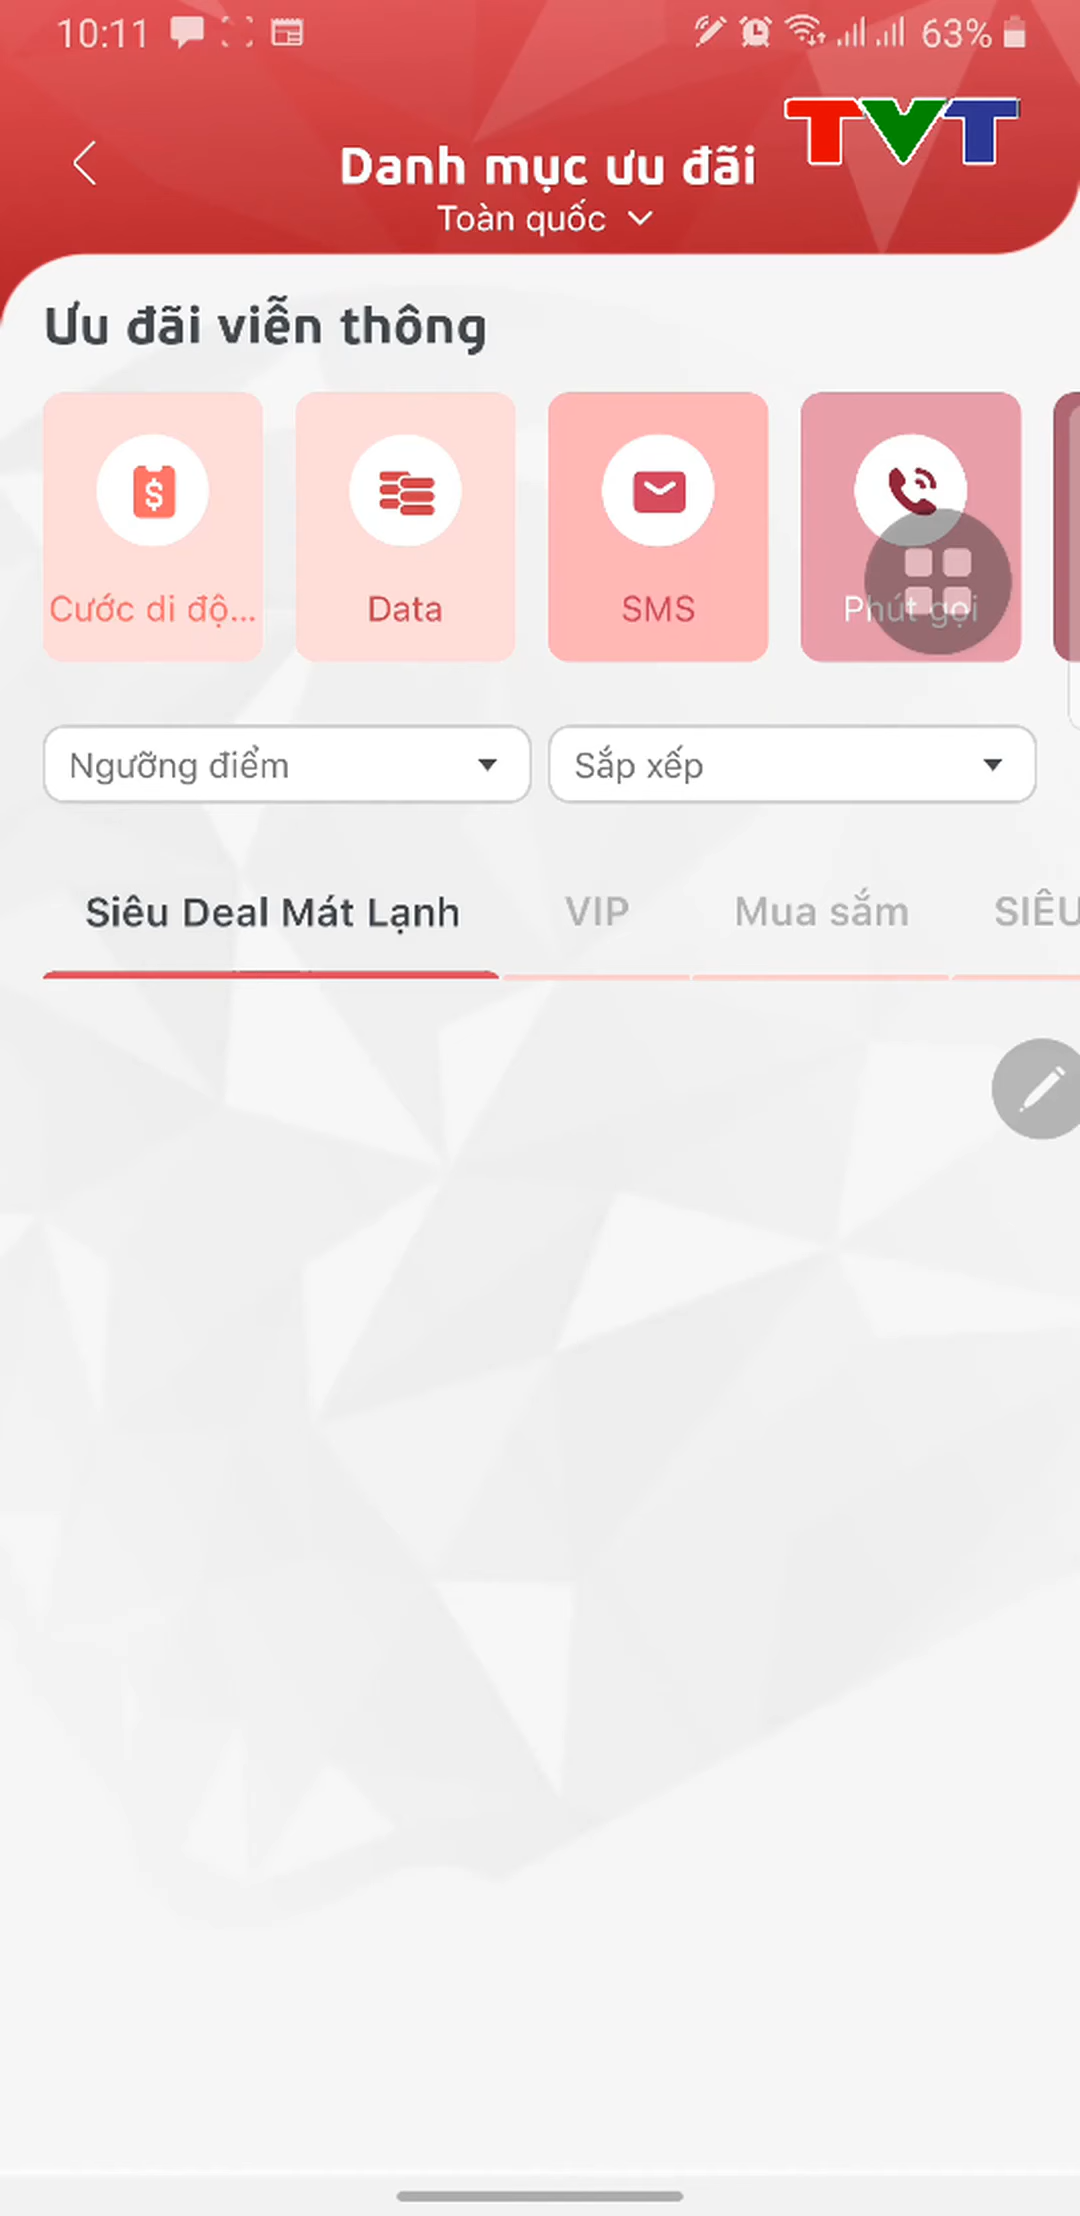 10:11 63%
TVT
Danh mục ưu đãi
Toàn quốc
Ưu đãi viễn thông
Cước di độ... Data SMS Phút gọi
Ngưỡng điểm Sắp xếp
Siêu Deal Mát Lạnh VIP Mua sắm SIÊU